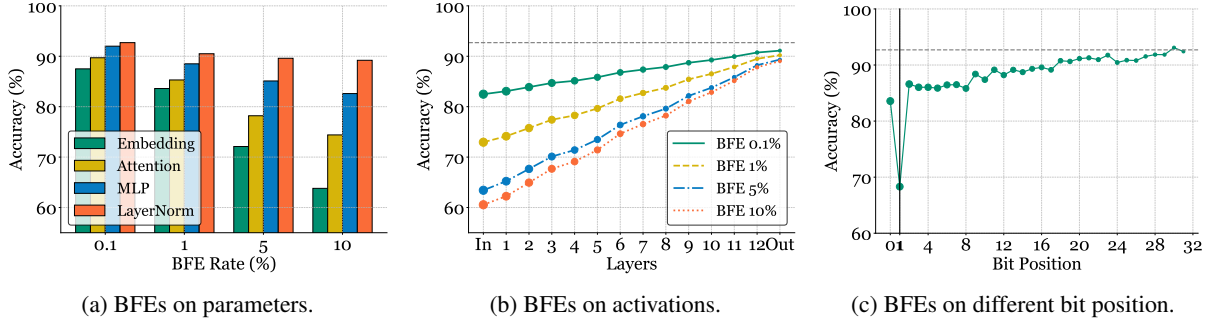 100
90
80
70
60
Accuracy (%)
Embedding
Attention
MLP
LayerNorm
0.1 1 5 10
BFE Rate (%)
(a) BFEs on parameters.
100
90
80
70
60
Accuracy (%)
BFE 0.1%
BFE 1%
BFE 5%
BFE 10%
In 1 2 3 4 5 6 7 8 9 10 11 12 Out
Layers
(b) BFEs on activations.
100
90
80
70
60
Accuracy (%)
0 1 4 8 12 16 20 24 28 32
Bit Position
(c) BFEs on different bit position.